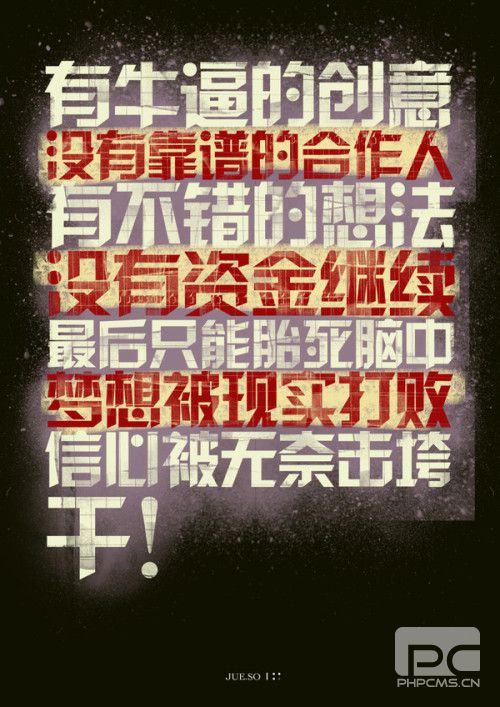 有牛逼的创意
没有靠谱的合作人
有不错的想法
没有资金继续
最后只能胎死脑中
梦想被现实打败
信心被无奈击垮
干！
JUE.SO
PC
PHPCMS.CN